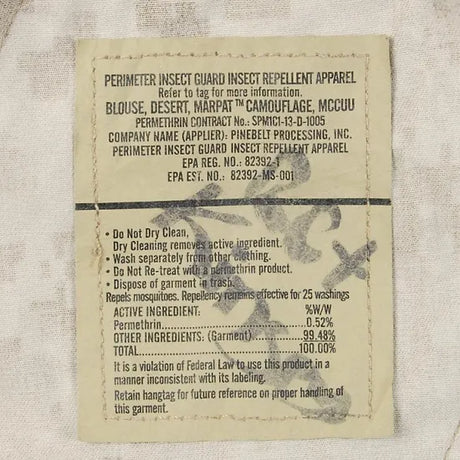 PERIMETER INSECT GUARD INSECT REPELLENT APPAREL
Refer to tag for more information.
BLOUSE, DESERT, MARPAT™ CAMOUFLAGE, MCCUU
PERMETHRIN CONTRACT No.: SPM1C1-13-D-1005
COMPANY NAME (APPLIER): PINEBELT PROCESSING, INC.
PERIMETER INSECT GUARD INSECT REPELLENT APPAREL
EPA REG. NO.: 82392-1
EPA EST. NO.: 82392-MS-001
• Do Not Dry Clean,
Dry Cleaning removes active ingredient.
• Wash separately from other clothing.
• Do Not Re-treat with a permethrin product.
• Dispose of garment in trash.
Repels mosquitoes. Repellency remains effective for 25 washings
ACTIVE INGREDIENT: %W/W
Permethrin...............................0.52%
OTHER INGREDIENTS: (Garment)......99.48%
TOTAL....................................100.00%
It is a violation of Federal Law to use this product in a
manner inconsistent with its labeling.
Retain hangtag for future reference on proper handling of
this garment.